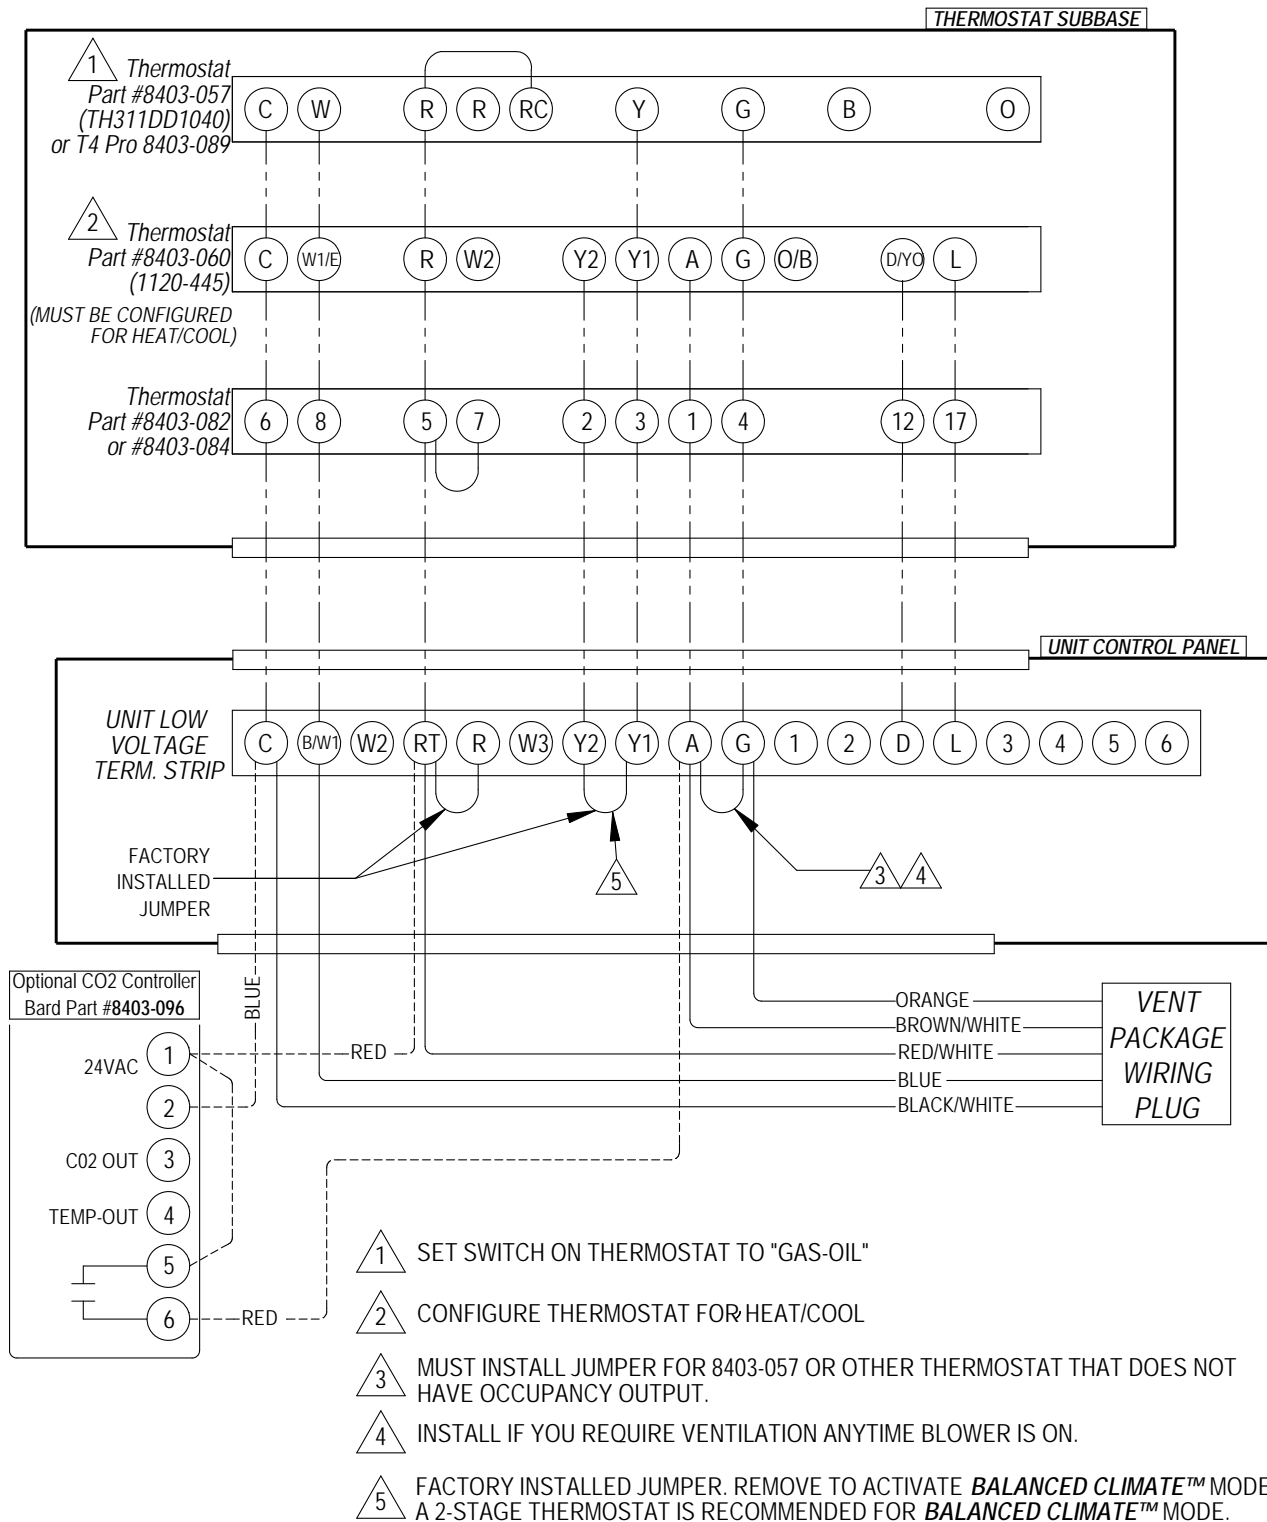 THERMOSTAT SUBBASE
1
Thermostat
Part #8403-057
(TH311DD1040)
or T4 Pro 8403-089
C W R R RC Y G B O
2
Thermostat
Part #8403-060
(1120-445)
(MUST BE CONFIGURED
FOR HEAT/COOL)
C W1/E R W2 Y2 Y1 A G O/B D/YO L
Thermostat
Part #8403-082
or #8403-084
6 8 5 7 2 3 1 4 12 17
UNIT CONTROL PANEL
UNIT LOW
VOLTAGE
TERM. STRIP
C B/W1 W2 RT R W3 Y2 Y1 A G 1 2 D L 3 4 5 6
FACTORY
INSTALLED
JUMPER
5
3 4
Optional CO2 Controller
Bard Part #8403-096
24VAC
1
2
C02 OUT 3
TEMP-OUT 4
5
6
BLUE
RED
RED
ORANGE
BROWN/WHITE
RED/WHITE
BLUE
BLACK/WHITE
VENT
PACKAGE
WIRING
PLUG
1 SET SWITCH ON THERMOSTAT TO "GAS-OIL"
2 CONFIGURE THERMOSTAT FOR HEAT/COOL
3 MUST INSTALL JUMPER FOR 8403-057 OR OTHER THERMOSTAT THAT DOES NOT
HAVE OCCUPANCY OUTPUT.
4 INSTALL IF YOU REQUIRE VENTILATION ANYTIME BLOWER IS ON.
5 FACTORY INSTALLED JUMPER. REMOVE TO ACTIVATE BALANCED CLIMATE™ MODE
A 2-STAGE THERMOSTAT IS RECOMMENDED FOR BALANCED CLIMATE™ MODE.